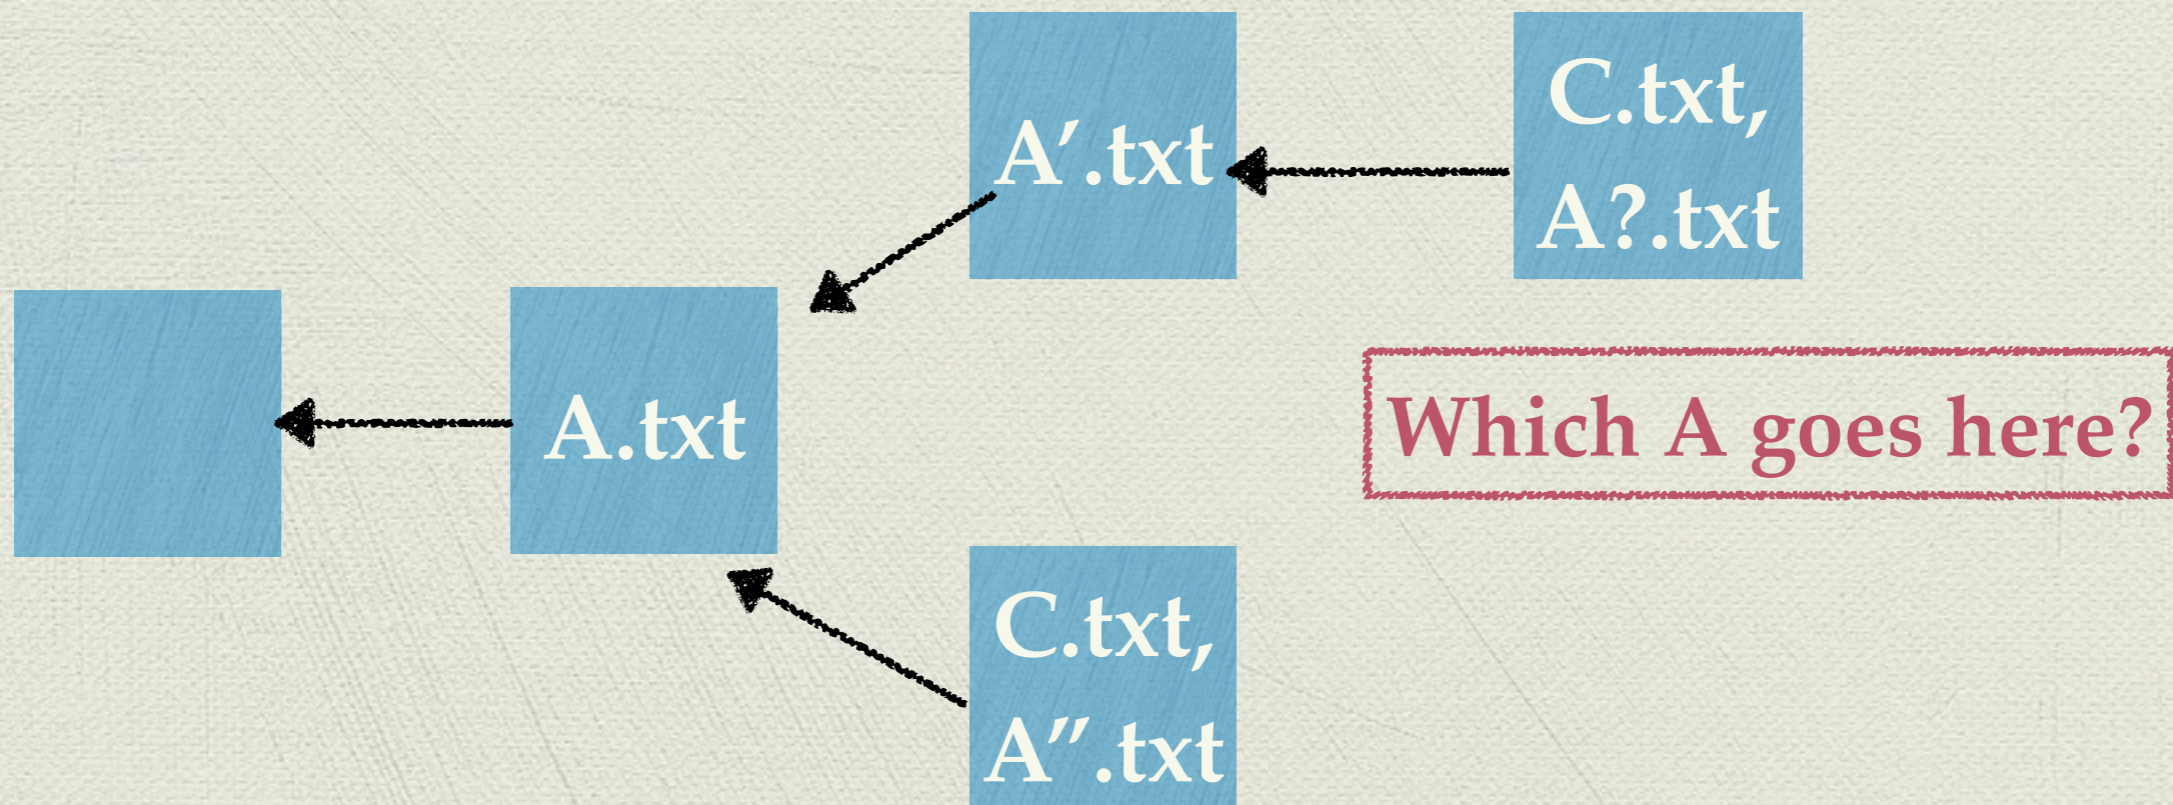 A′.txt
C.txt,
A?.txt
A.txt
Which A goes here?
C.txt,
A″.txt